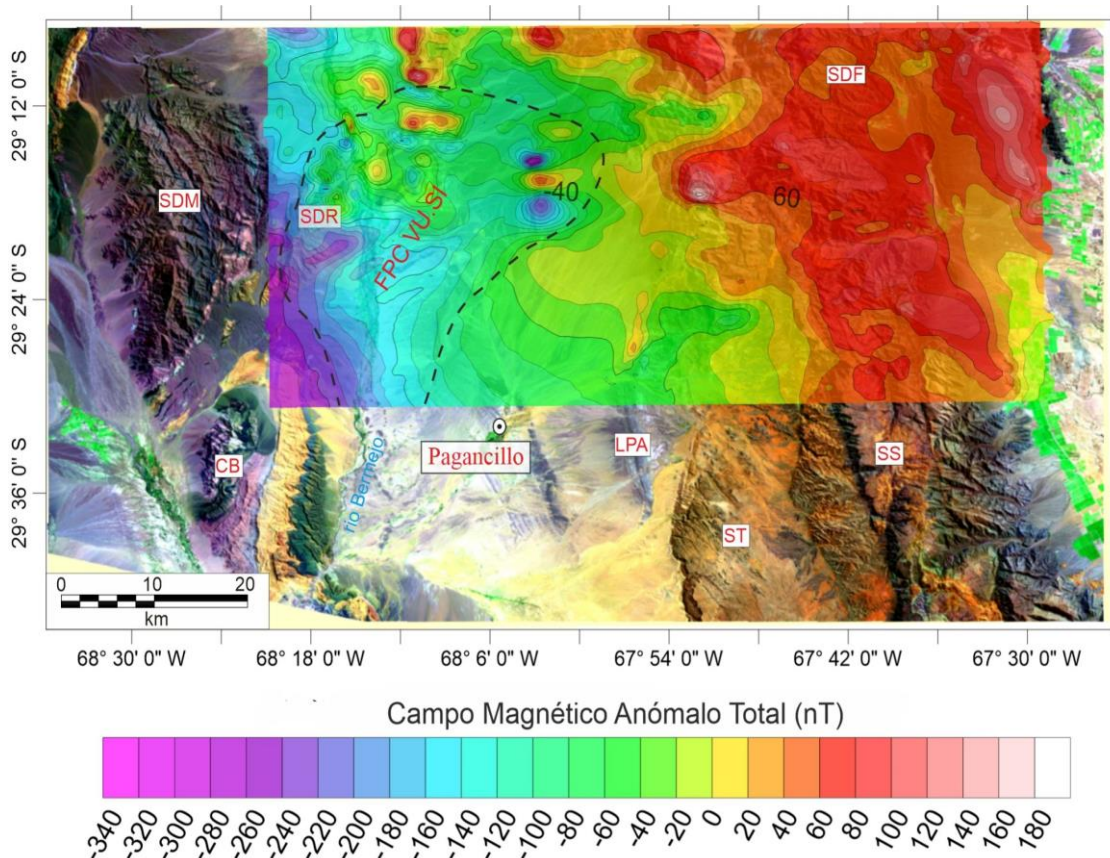 29° 12' 0" S
29° 24' 0" S
29° 36' 0" S
SDF
SDM
SDR
FPC VU.SI
-40
60
CB
río Bermejo
Pagancillo
LPA
SS
ST
0 10 20
km
68° 30' 0" W 68° 18' 0" W 68° 6' 0" W 67° 54' 0" W 67° 42' 0" W 67° 30' 0" W
Campo Magnético Anómalo Total (nT)
-340 -320 -300 -280 -260 -240 -220 -200 -180 -160 -140 -120 -100 -80 -60 -40 -20 0 20 40 60 80 100 120 140 160 180